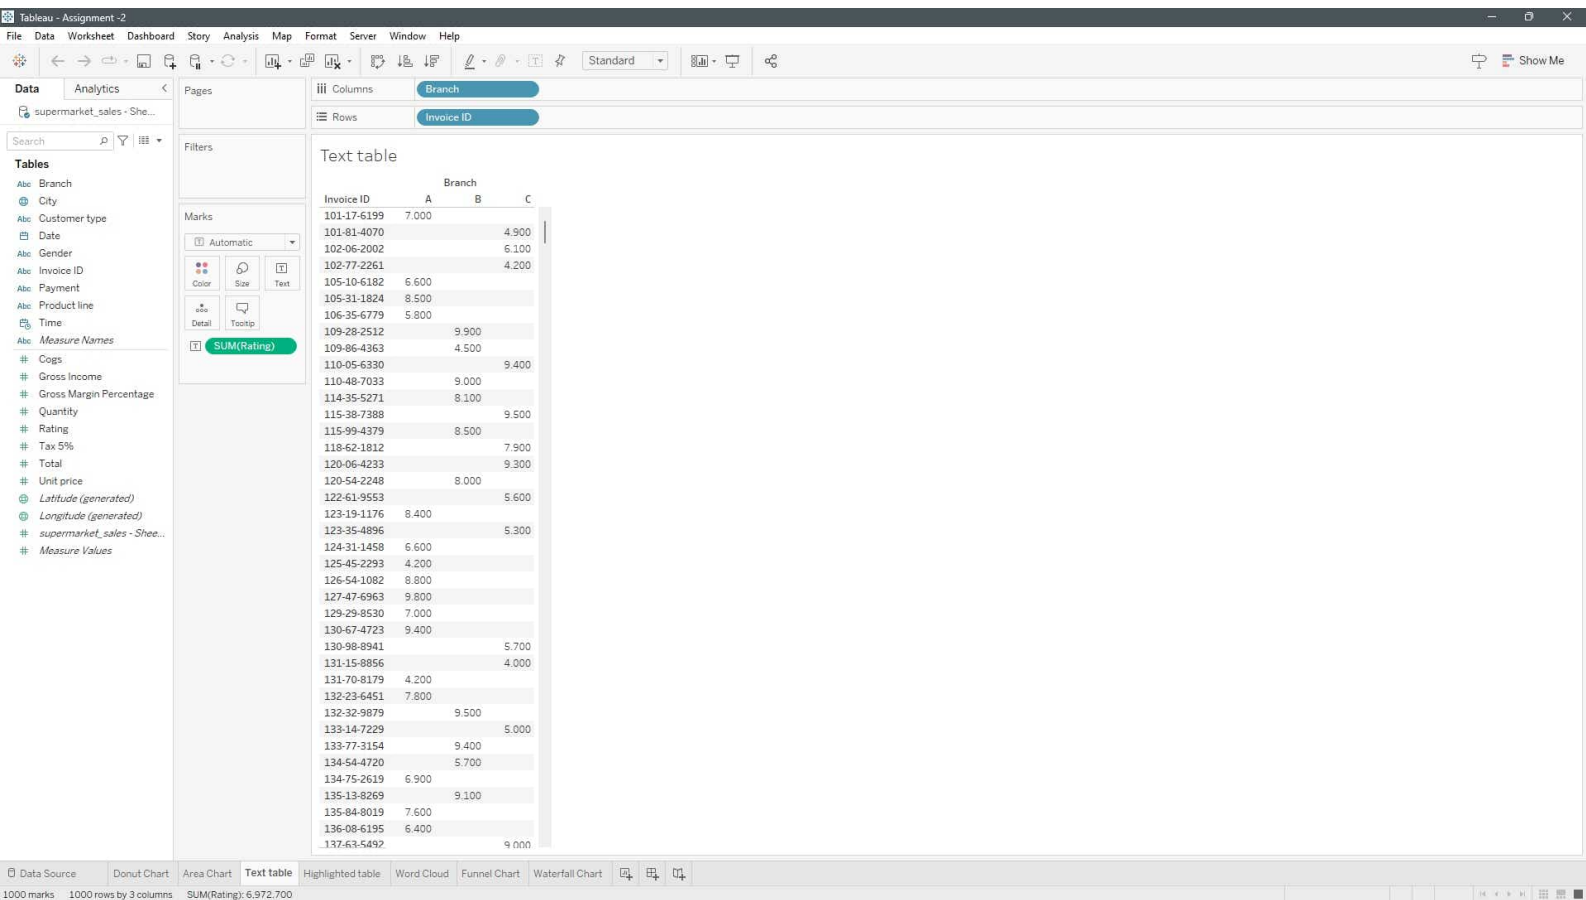 Tableau - Assignment -2
File Data Worksheet Dashboard Story Analysis Map Format Server Window Help
Standard
Show Me
Data Analytics
Pages
Columns Branch
supermarket_sales - She...
Rows Invoice ID
Search
Filters
Text table
Tables
Abc Branch
City
Abc Customer type
Date
Abc Gender
Abc Invoice ID
Abc Payment
Abc Product line
Time
Abc Measure Names
# Cogs
# Gross Income
# Gross Margin Percentage
# Quantity
# Rating
# Tax 5%
# Total
# Unit price
Latitude (generated)
Longitude (generated)
# supermarket_sales - Shee...
# Measure Values
Marks
T Automatic
Color Size Text
Detail Tooltip
T SUM(Rating)
Branch
Invoice ID A B C
101-17-6199 7.000
101-81-4070 4.900
102-06-2002 6.100
102-77-2261 4.200
105-10-6182 6.600
105-31-1824 8.500
106-35-6779 5.800
109-28-2512 9.900
109-86-4363 4.500
110-05-6330 9.400
110-48-7033 9.000
114-35-5271 8.100
115-38-7388 9.500
115-99-4379 8.500
118-62-1812 7.900
120-06-4233 9.300
120-54-2248 8.000
122-61-9553 5.600
123-19-1176 8.400
123-35-4896 5.300
124-31-1458 6.600
125-45-2293 4.200
126-54-1082 8.800
127-47-6963 9.800
129-29-8530 7.000
130-67-4723 9.400
130-98-8941 5.700
131-15-8856 4.000
131-70-8179 4.200
132-23-6451 7.800
132-32-9879 9.500
133-14-7229 5.000
133-77-3154 9.400
134-54-4720 5.700
134-75-2619 6.900
135-13-8269 9.100
135-84-8019 7.600
136-08-6195 6.400
137-63-5492 9.000
Data Source Donut Chart Area Chart Text table Highlighted table Word Cloud Funnel Chart Waterfall Chart
1000 marks 1000 rows by 3 columns SUM(Rating): 6,972.700